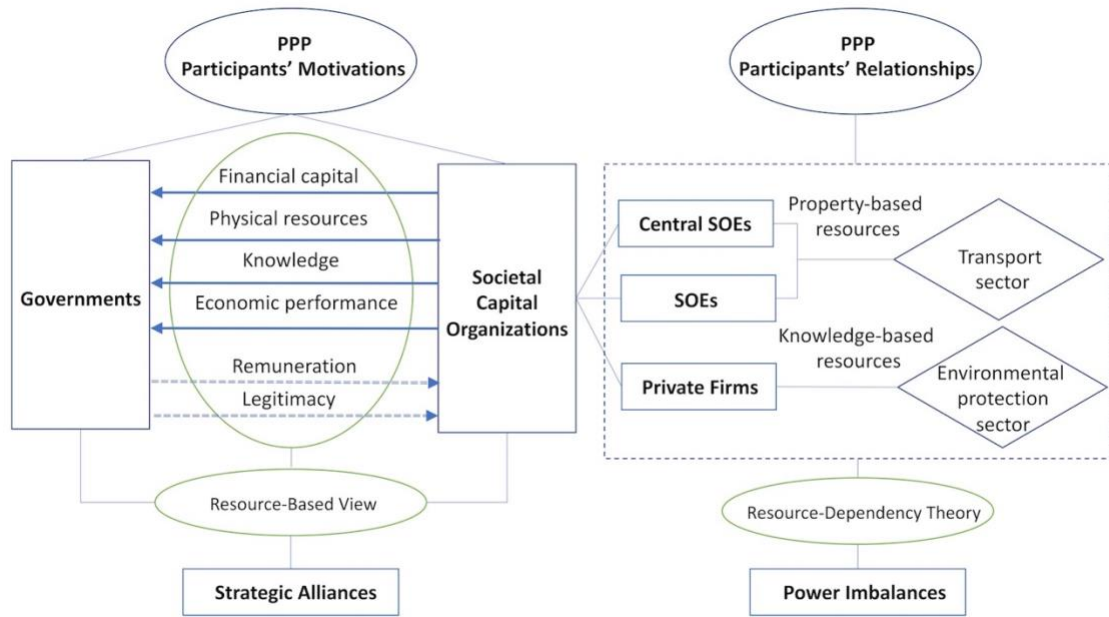 PPP
Participants' Motivations
PPP
Participants' Relationships
Governments
Financial capital
Physical resources
Knowledge
Economic performance
Remuneration
Legitimacy
Societal
Capital
Organizations
Central SOEs
SOEs
Private Firms
Property-based
resources
Knowledge-based
resources
Transport
sector
Environmental
protection
sector
Resource-Based View
Resource-Dependency Theory
Strategic Alliances
Power Imbalances